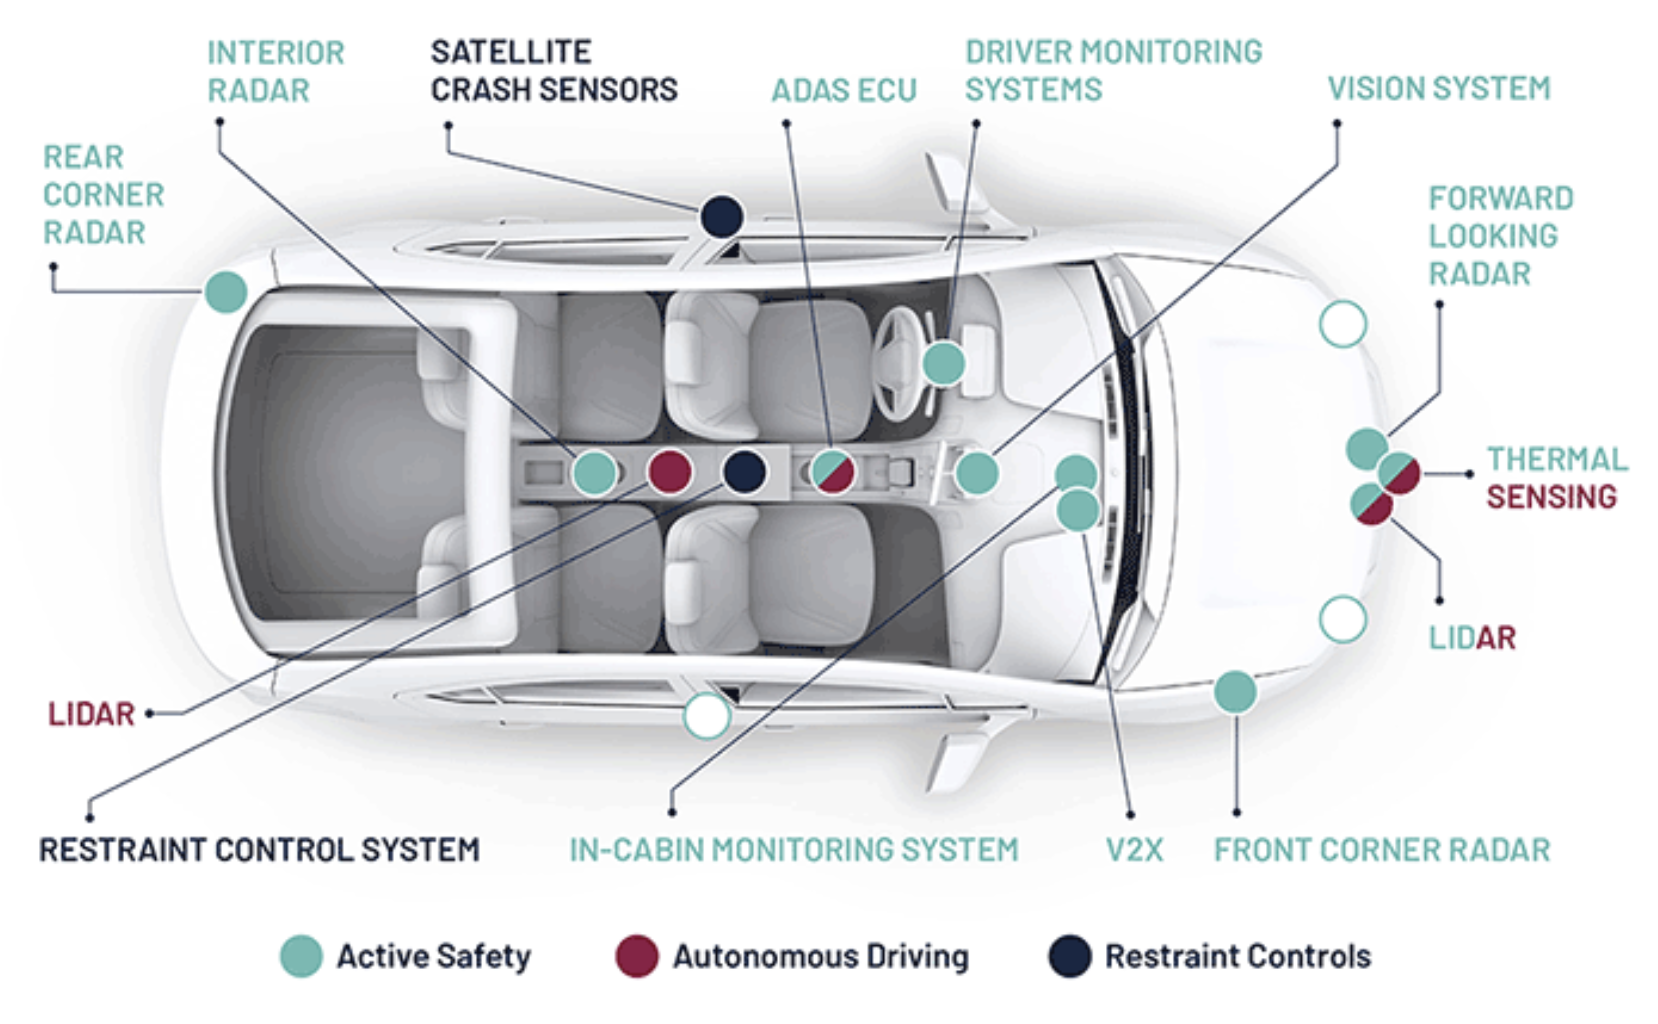 INTERIOR
RADAR
SATELLITE
CRASH SENSORS
ADAS ECU
DRIVER MONITORING
SYSTEMS
VISION SYSTEM
REAR
CORNER
RADAR
FORWARD
LOOKING
RADAR
THERMAL
SENSING
LIDAR
LIDAR
RESTRAINT CONTROL SYSTEM
IN-CABIN MONITORING SYSTEM
V2X
FRONT CORNER RADAR
Active Safety
Autonomous Driving
Restraint Controls